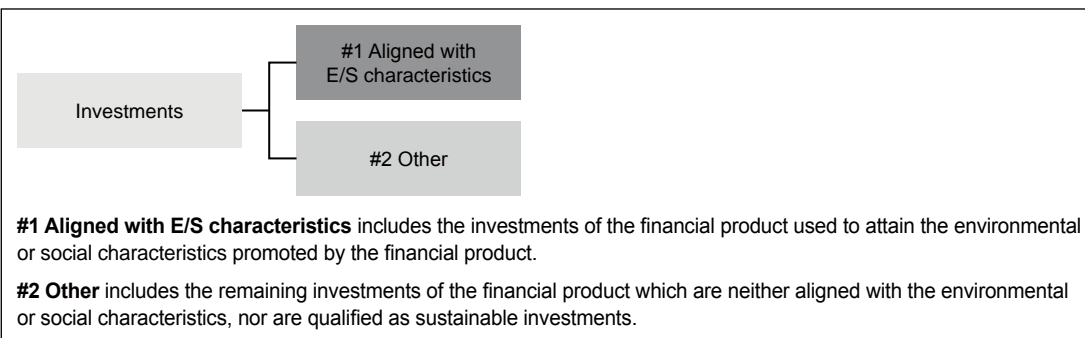 #1 Aligned with
E/S characteristics
Investments
#2 Other
#1 Aligned with E/S characteristics includes the investments of the financial product used to attain the environmental
or social characteristics promoted by the financial product.
#2 Other includes the remaining investments of the financial product which are neither aligned with the environmental
or social characteristics, nor are qualified as sustainable investments.